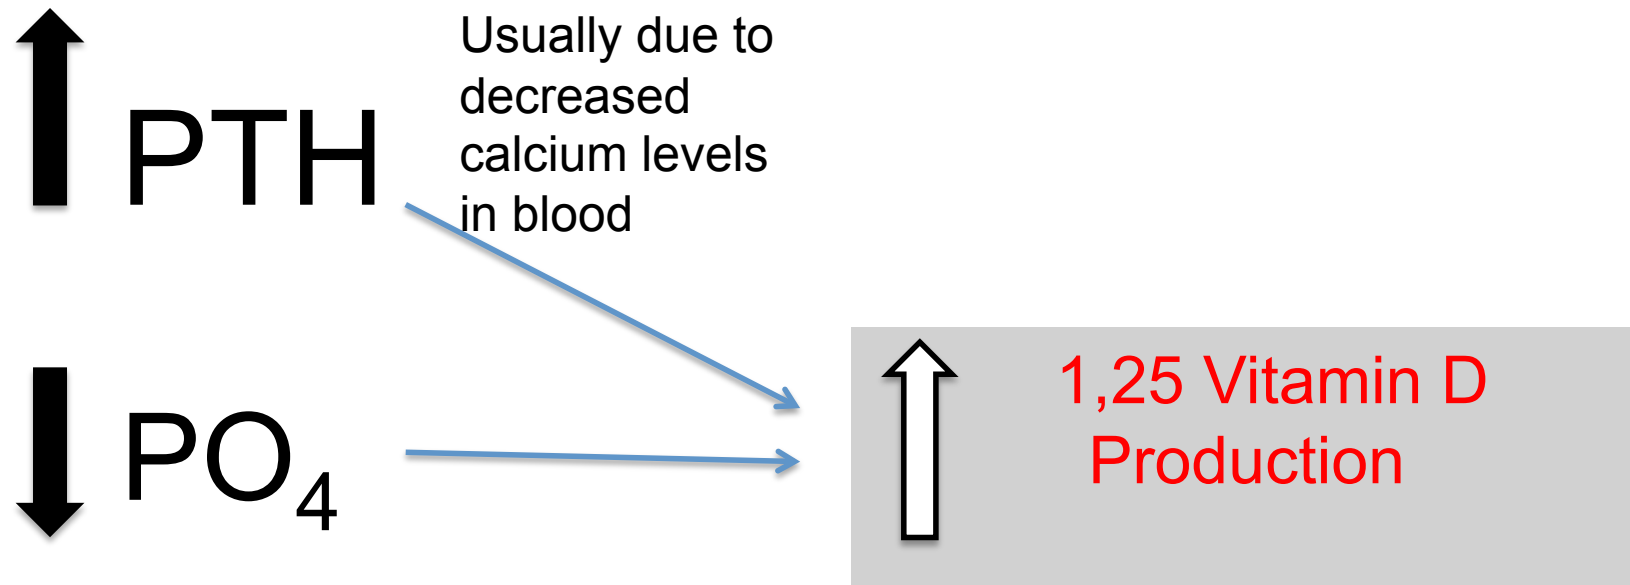 PTH
Usually due to
decreased
calcium levels
in blood
PO₄
1,25 Vitamin D
Production